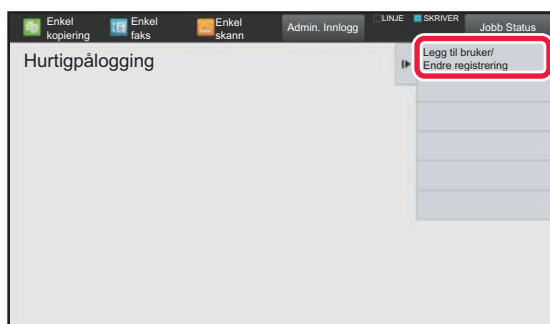 Enkel
kopiering
Enkel
faks
Enkel
skann
Admin. Innlogg
LINJE
SKRIVER
Jobb Status
Hurtigpålogging
Legg til bruker/
Endre registrering